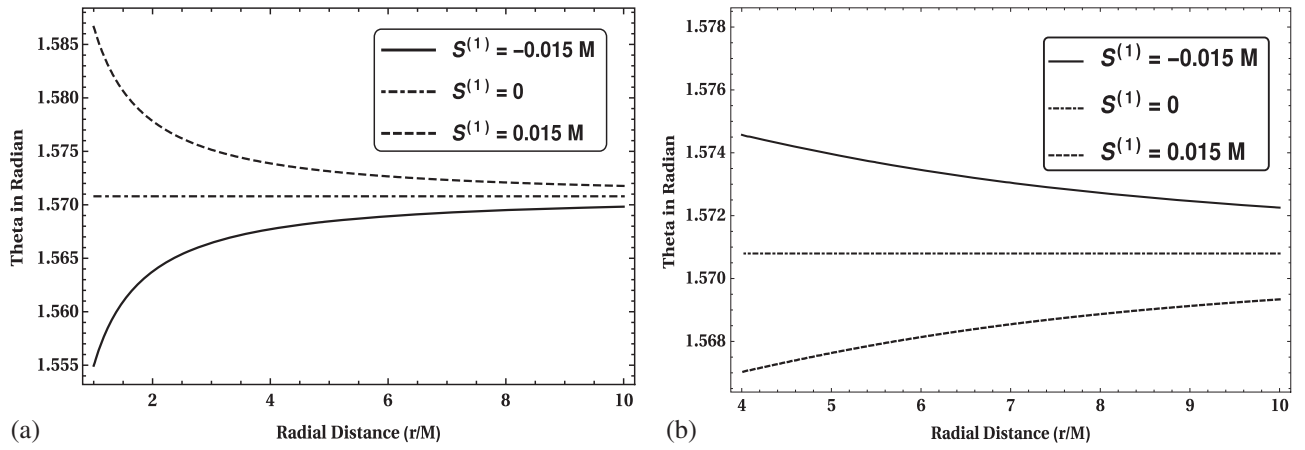 1.585
1.580
1.575
1.570
1.565
1.560
1.555
Theta in Radian
S(1) = −0.015 M
S(1) = 0
S(1) = 0.015 M
2 4 6 8 10
Radial Distance (r/M)
(a)
1.578
1.576
1.574
1.572
1.570
1.568
Theta in Radian
S(1) = −0.015 M
S(1) = 0
S(1) = 0.015 M
4 5 6 7 8 9 10
Radial Distance (r/M)
(b)